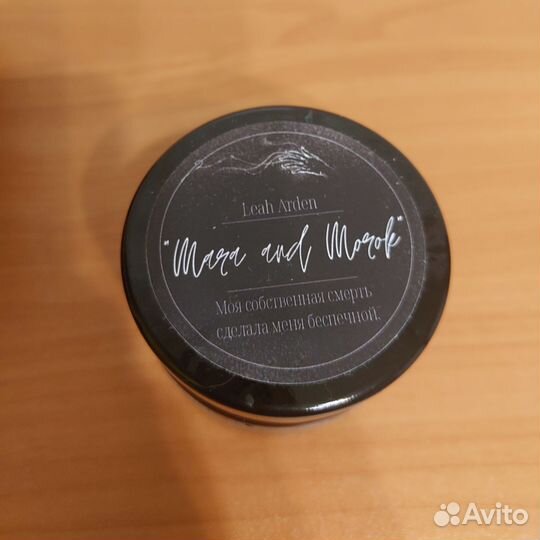 Leah Arden
"Mara and Morok"
Моя собственная смерть
сделала меня беспечной.
Avito